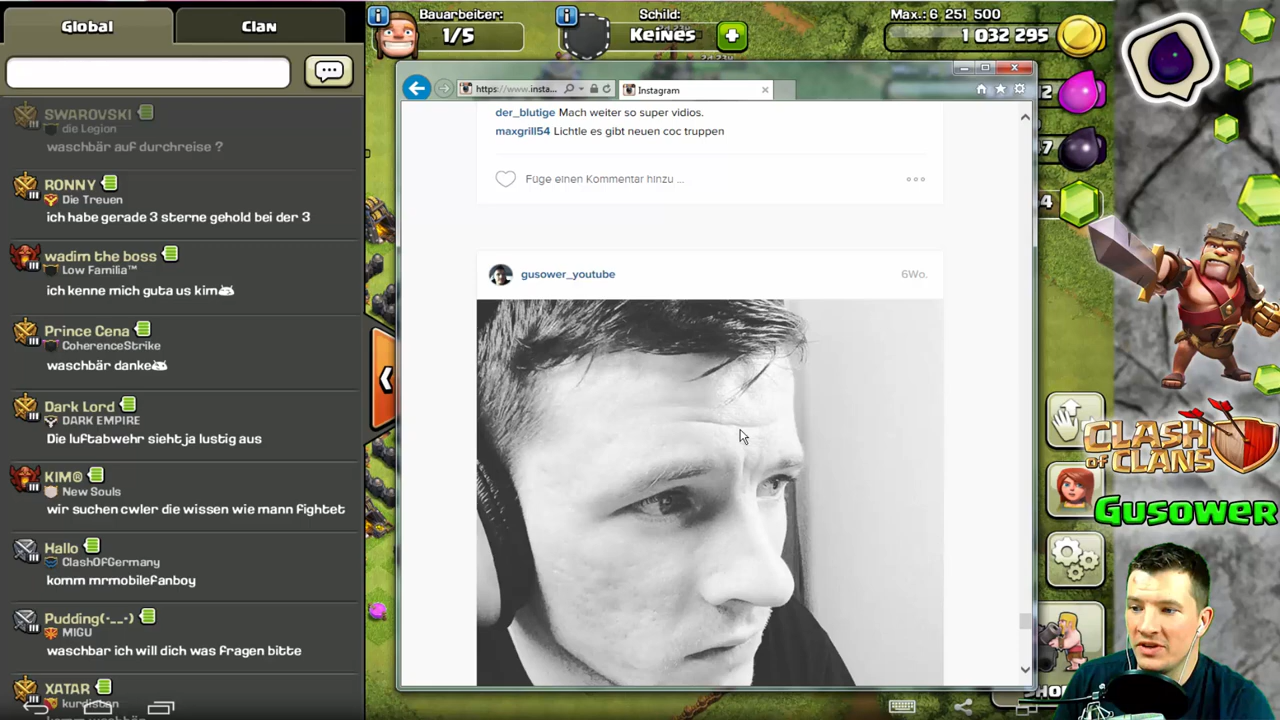 Global
Clan
SWAROVSKI
die Legion
waschbär auf durchreise ?
RONNY
Die Treuen
ich habe gerade 3 sterne gehold bei der 3
wadim the boss
Low Familia™
ich kenne mich guta us kim
Prince Cena
CoherenceStrike
waschbär danke
Dark Lord
DARK EMPIRE
Die luftabwehr sieht ja lustig aus
KIM®
New Souls
wir suchen cwler die wissen wie mann fightet
Hallo
ClashOfGermany
komm mrmobilefanboy
Pudding(-__-)
MIGU
waschbar ich will dich was fragen bitte
XATAR
kurdistan
Bauarbeiter:
1/5
Schild:
Keines
Max.: 6 251 500
1 032 295
https://www.insta...
Instagram
der_blutige Mach weiter so super vidios.
maxgrill54 Lichtle es gibt neuen coc truppen
Füge einen Kommentar hinzu ...
gusower_youtube
6Wo.
CLASH
OF CLANS
GUSOWER